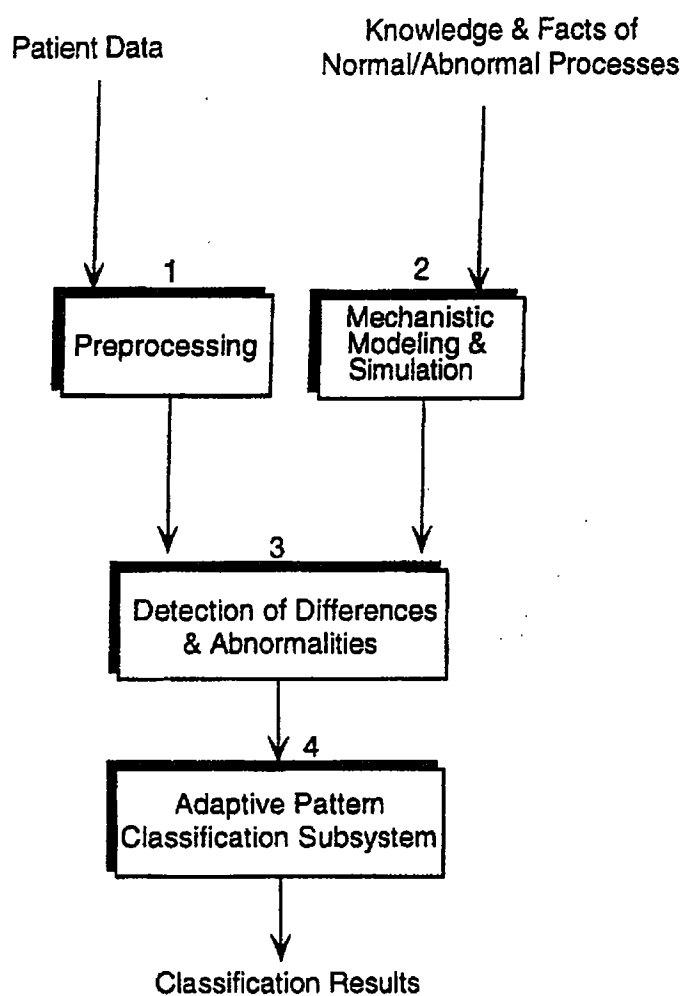 Patient Data
Knowledge & Facts of
Normal/Abnormal Processes
1
Preprocessing
2
Mechanistic
Modeling &
Simulation
3
Detection of Differences
& Abnormalities
4
Adaptive Pattern
Classification Subsystem
Classification Results